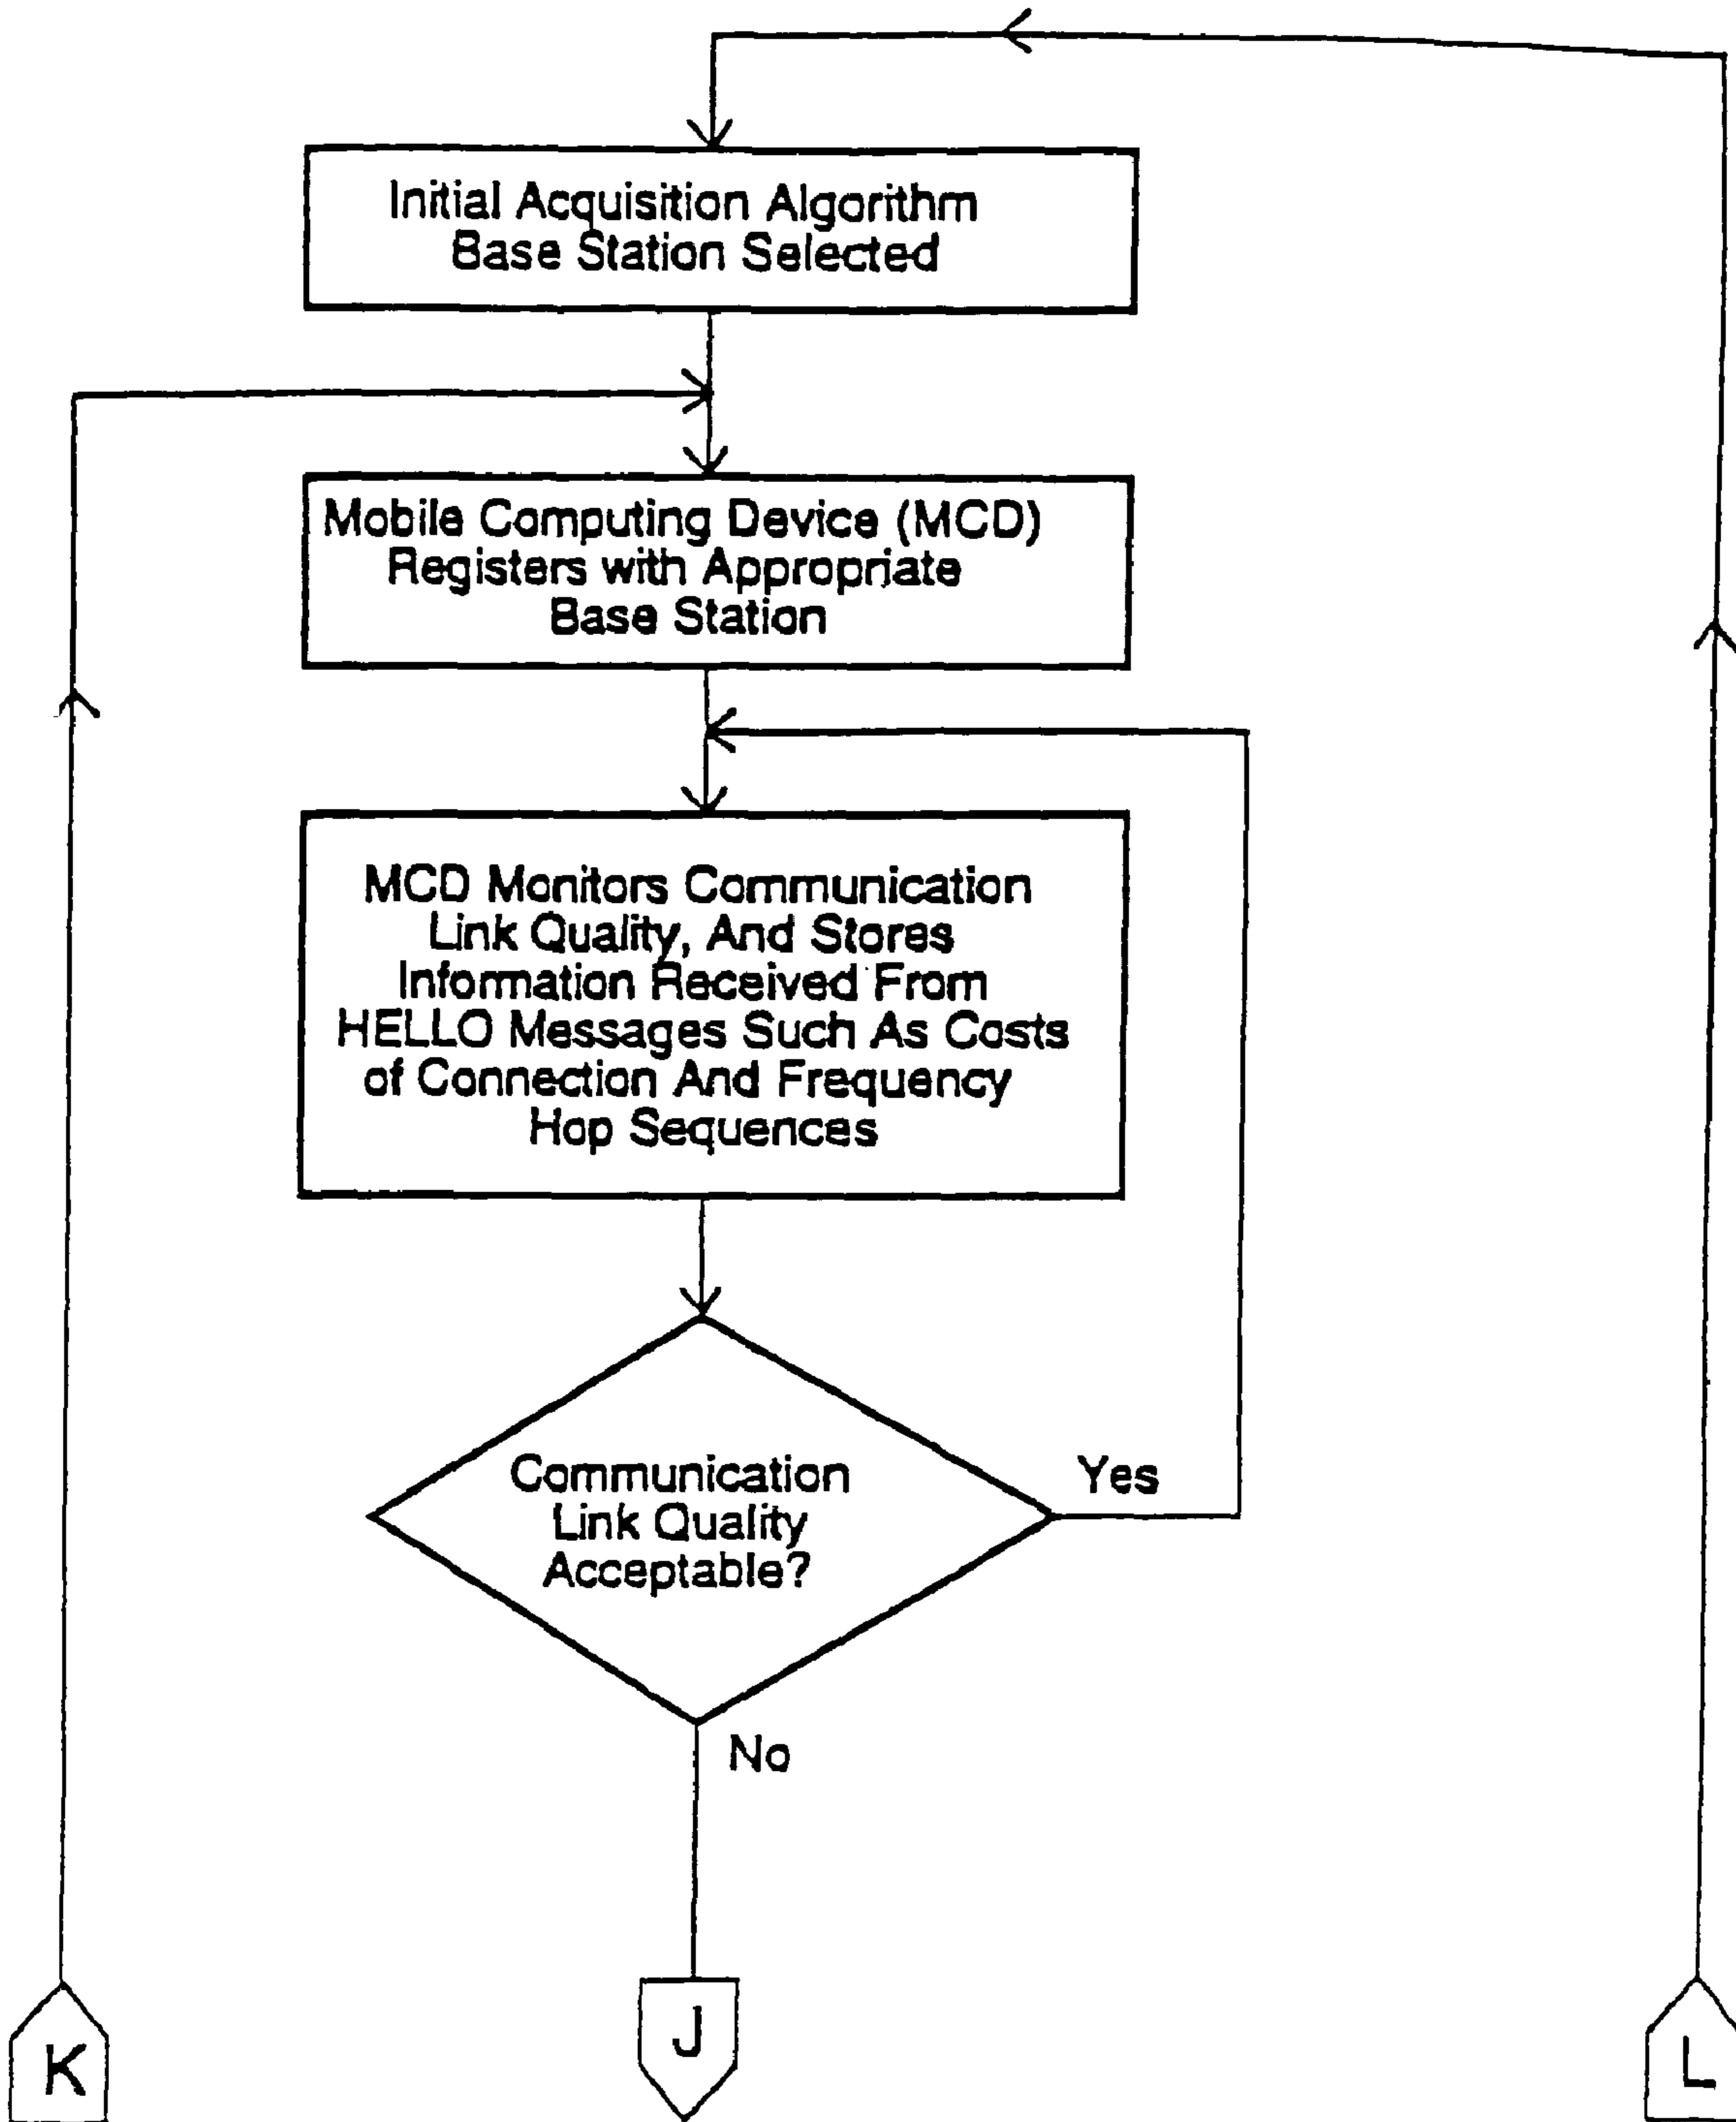 Initial Acquisition Algorithm
Base Station Selected
Mobile Computing Device (MCD)
Registers with Appropriate
Base Station
MCD Monitors Communication
Link Quality, And Stores
Information Received From
HELLO Messages Such As Costs
of Connection And Frequency
Hop Sequences
Communication
Link Quality
Acceptable?
Yes
No
K
J
L